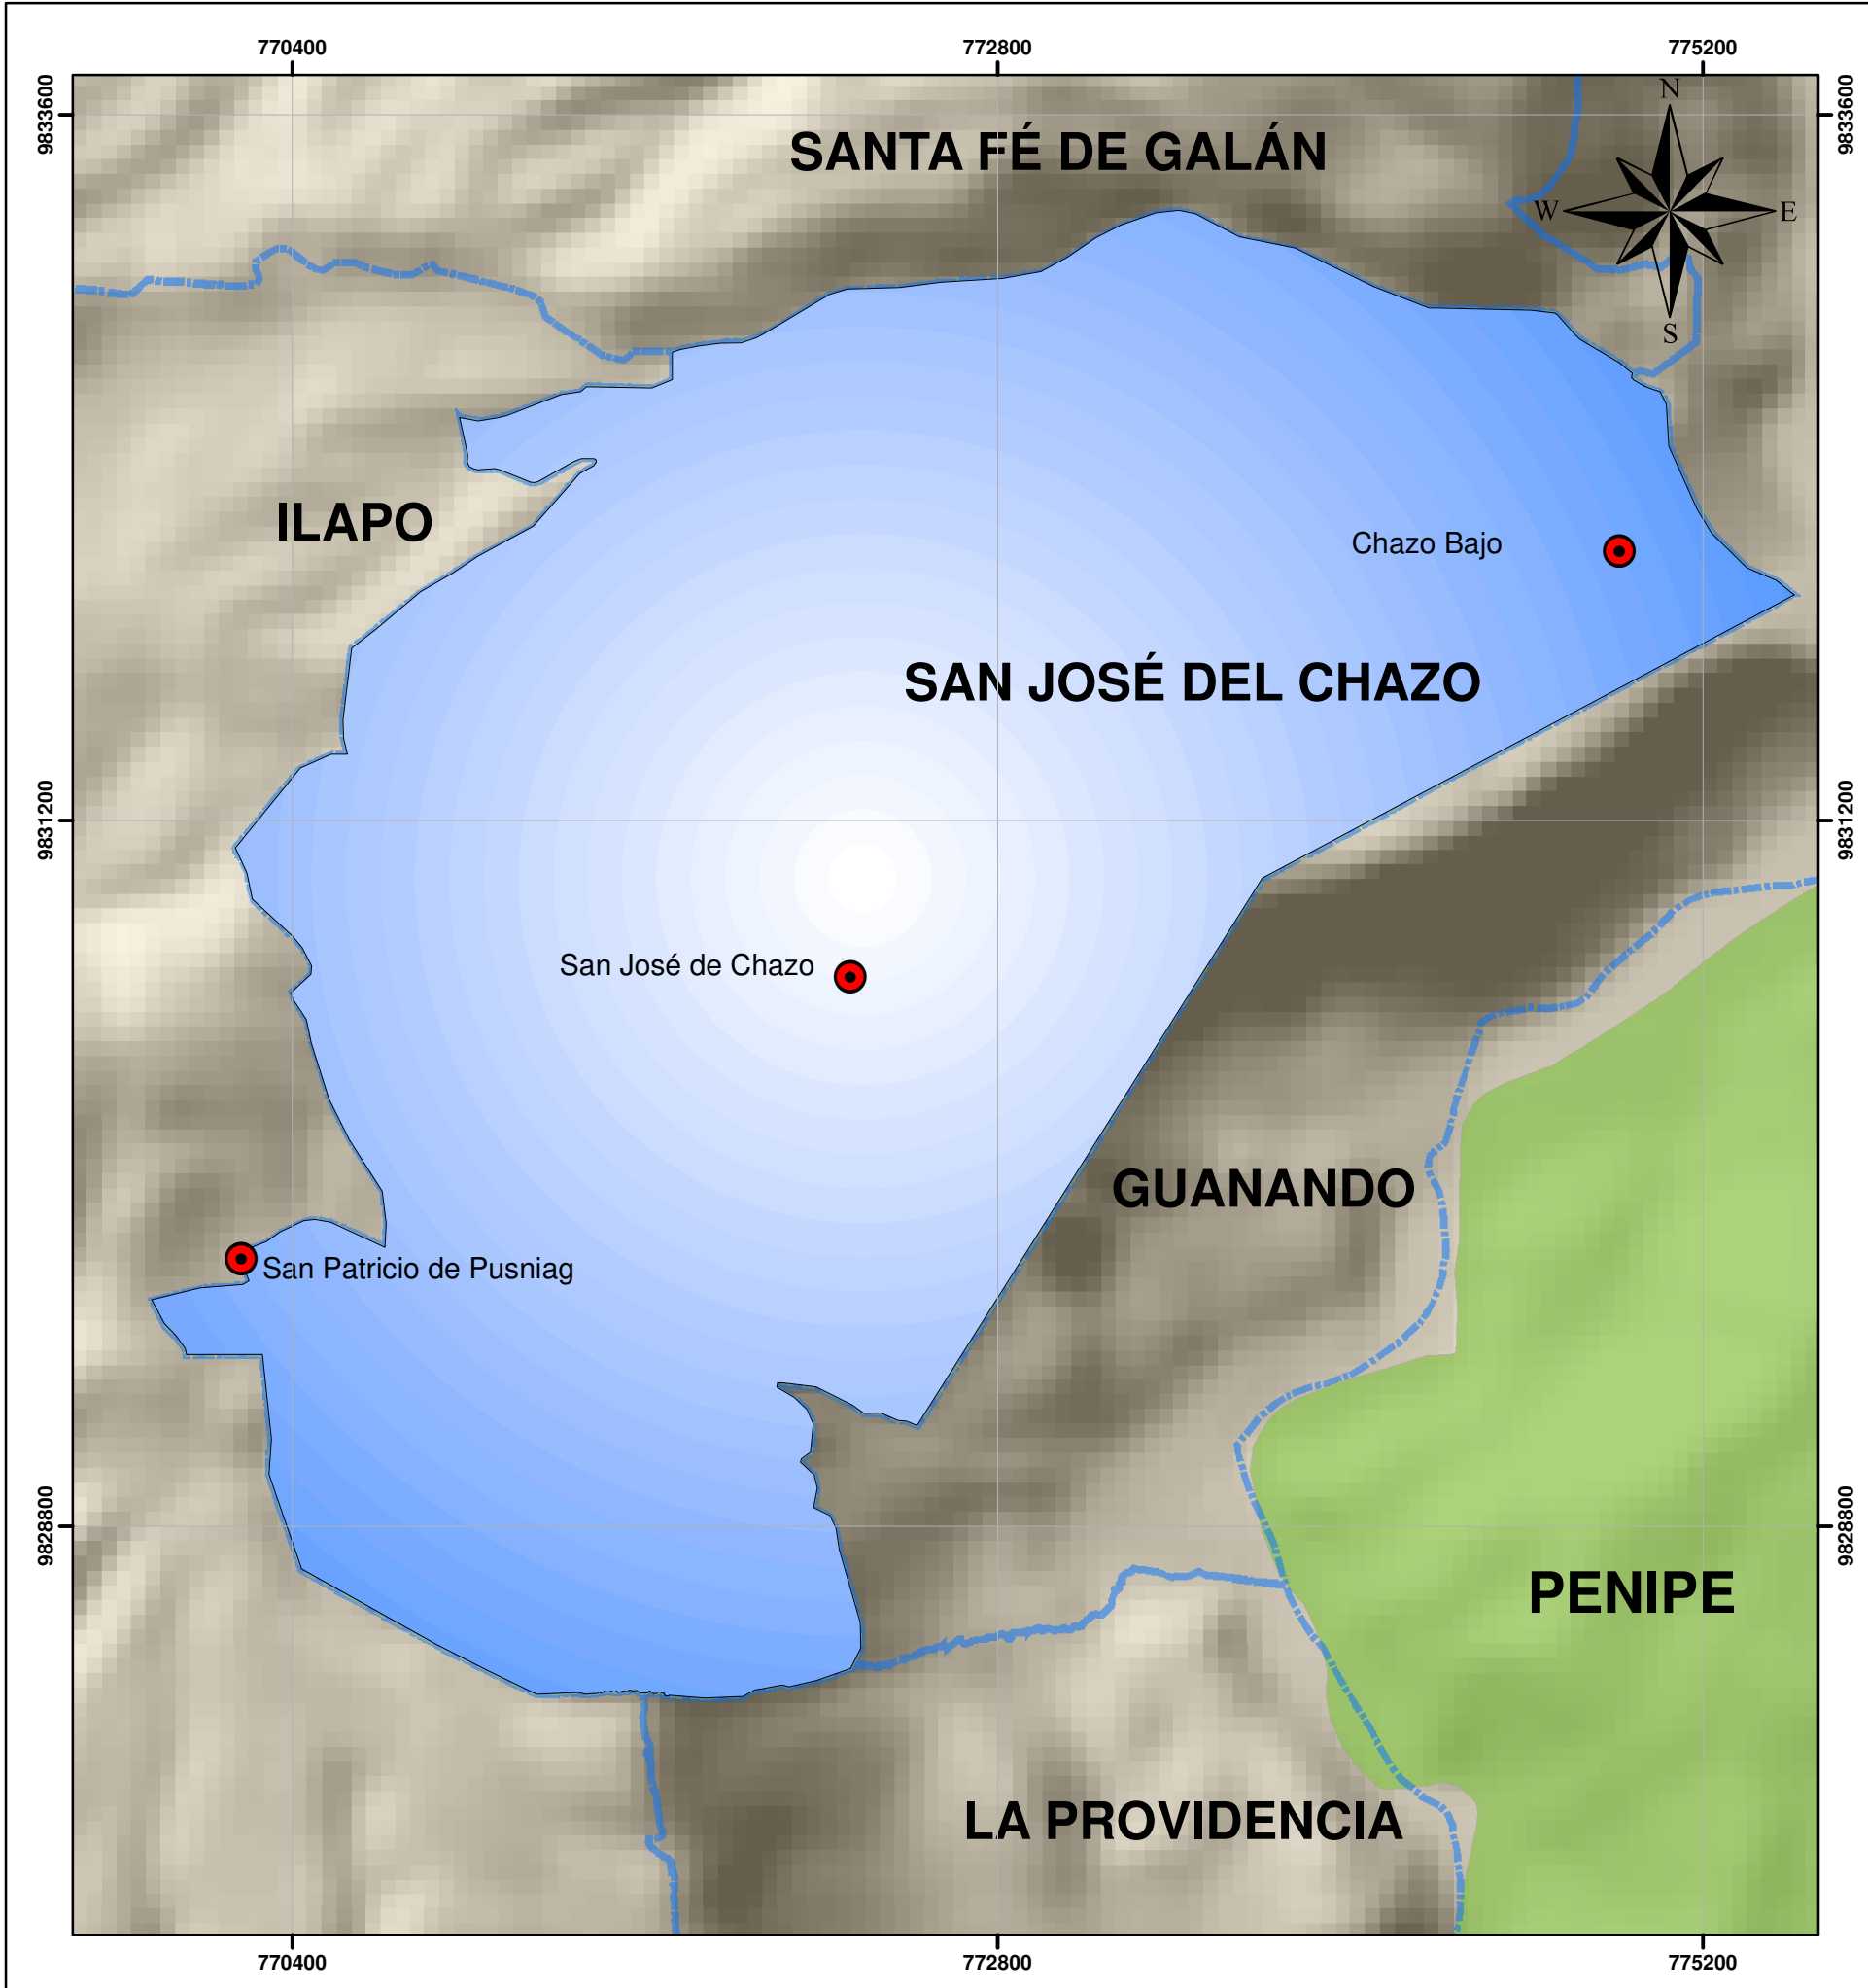 770400
772800
775200
9833600
9833600
N
SANTA FÉ DE GALÁN
W
E
S
ILAPO
Chazo Bajo
SAN JOSÉ DEL CHAZO
9831200
9831200
San José de Chazo
GUANANDO
San Patricio de Pusniag
9828800
9828800
PENIPE
LA PROVIDENCIA
770400
772800
775200